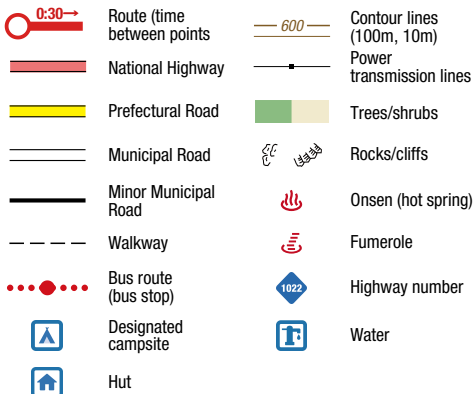 0:30→
Route (time
between points
National Highway
Prefectural Road
Municipal Road
Minor Municipal
Road
Walkway
Bus route
(bus stop)
Designated
campsite
Hut
600
Contour lines
(100m, 10m)
Power
transmission lines
Trees/shrubs
Rocks/cliffs
Onsen (hot spring)
Fumerole
1022
Highway number
Water